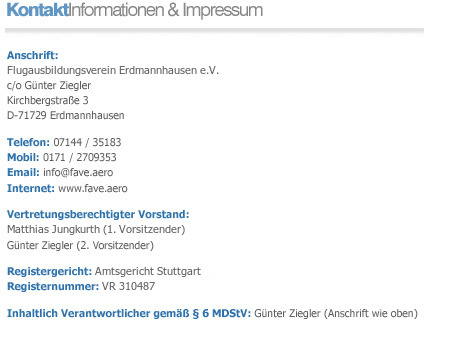 KontaktInformationen & Impressum
Anschrift:
Flugausbildungsverein Erdmannhausen e.V.
c/o Günter Ziegler
Kirchbergstraße 3
D-71729 Erdmannhausen
Telefon: 07144 / 35183
Mobil: 0171 / 2709353
Email: info@fave.aero
Internet: www.fave.aero
Vertretungsberechtigter Vorstand:
Matthias Jungkurth (1. Vorsitzender)
Günter Ziegler (2. Vorsitzender)
Registergericht: Amtsgericht Stuttgart
Registernummer: VR 310487
Inhaltlich Verantwortlicher gemäß § 6 MDStV: Günter Ziegler (Anschrift wie oben)